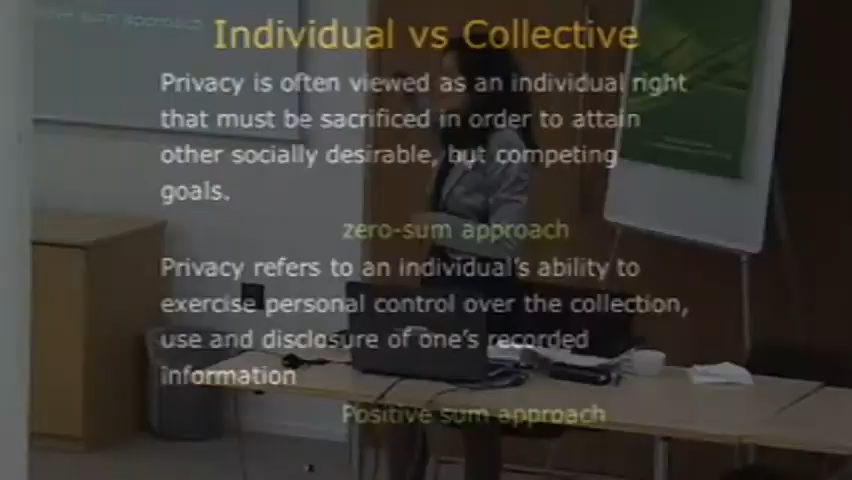 Individual vs Collective
Privacy is often viewed as an individual right
that must be sacrificed in order to attain
other socially desirable, but competing
goals.
zero-sum approach
Privacy refers to an individual's ability to
exercise personal control over the collection,
use and disclosure of one's recorded
information
Positive sum approach
sum approach